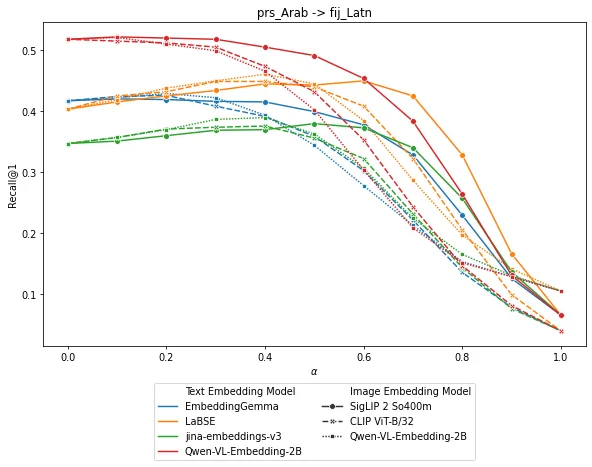 prs_Arab -> fij_Latn
Recall@1
0.5
0.4
0.3
0.2
0.1
0.0 0.2 0.4 0.6 0.8 1.0
α
Text Embedding Model Image Embedding Model
EmbeddingGemma SigLIP 2 So400m
LaBSE CLIP ViT-B/32
jina-embeddings-v3 Qwen-VL-Embedding-2B
Qwen-VL-Embedding-2B